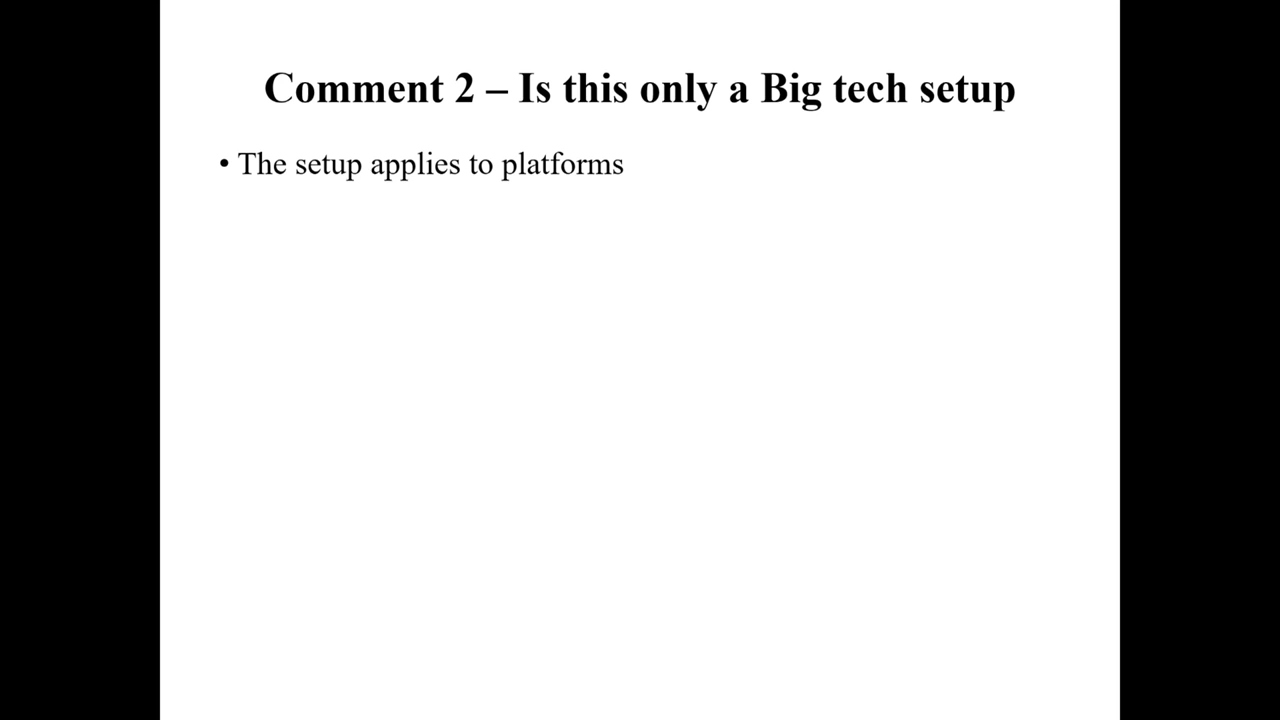 Comment 2 – Is this only a Big tech setup
• The setup applies to platforms